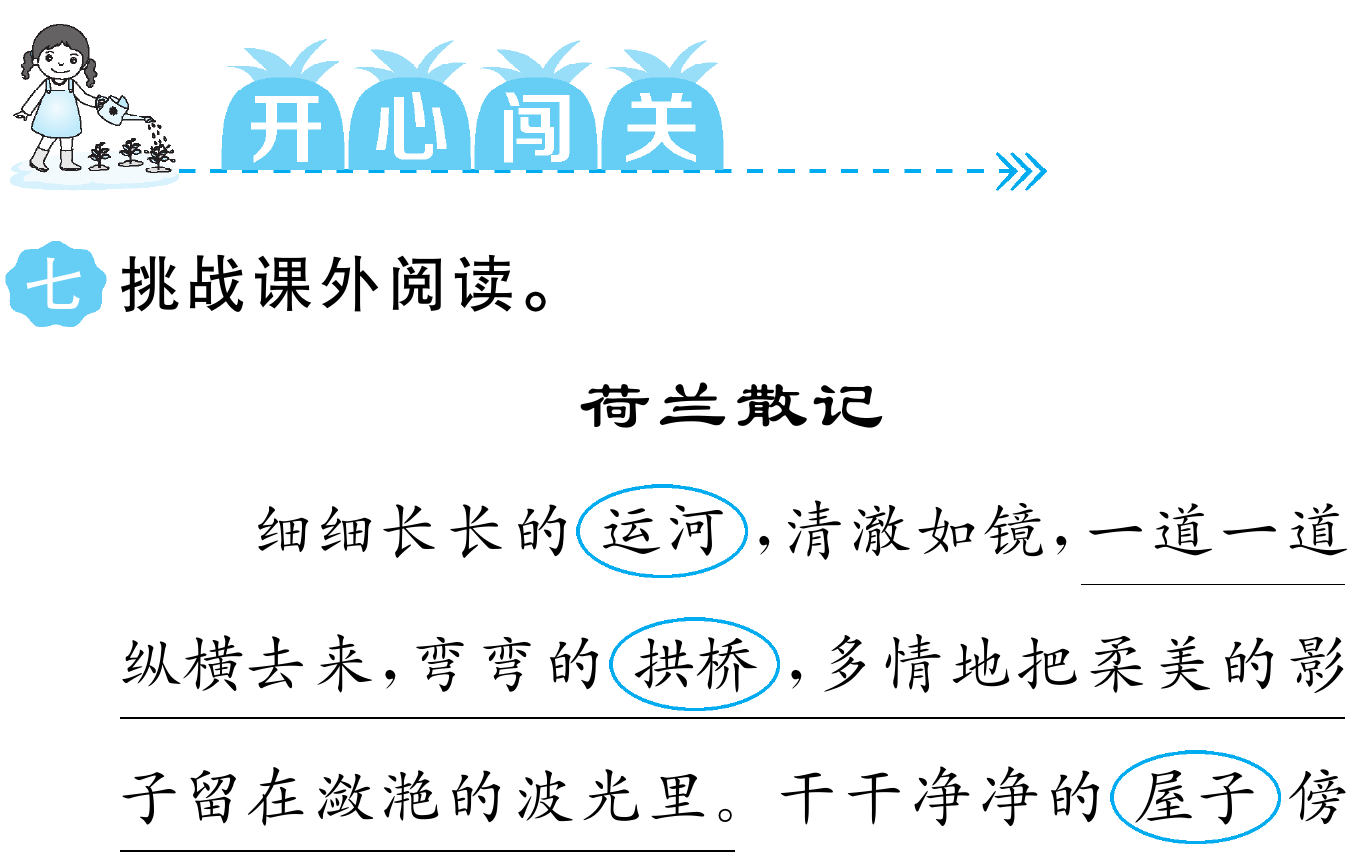 开心闯关
七 挑战课外阅读。
荷兰散记
细细长长的运河,清澈如镜,一道一道
纵横去来,弯弯的拱桥,多情地把柔美的影
子留在潋滟的波光里。干干净净的屋子傍